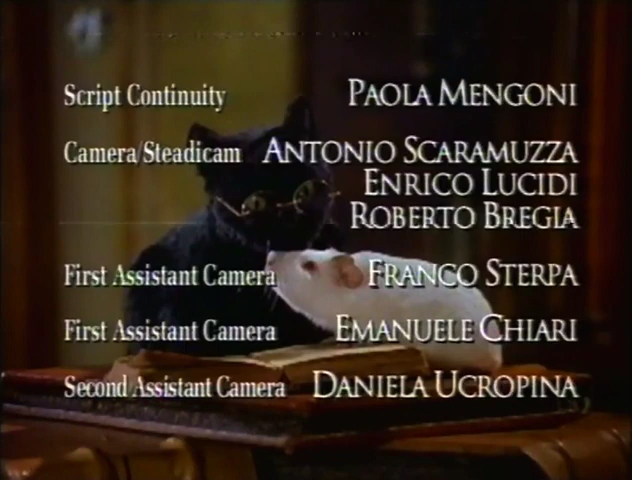 Script Continuity PAOLA MENGONI
Camera/Steadicam ANTONIO SCARAMUZZA
ENRICO LUCIDI
ROBERTO BREGIA
First Assistant Camera FRANCO STERPA
First Assistant Camera EMANUELE CHIARI
Second Assistant Camera DANIELA UCROPINA